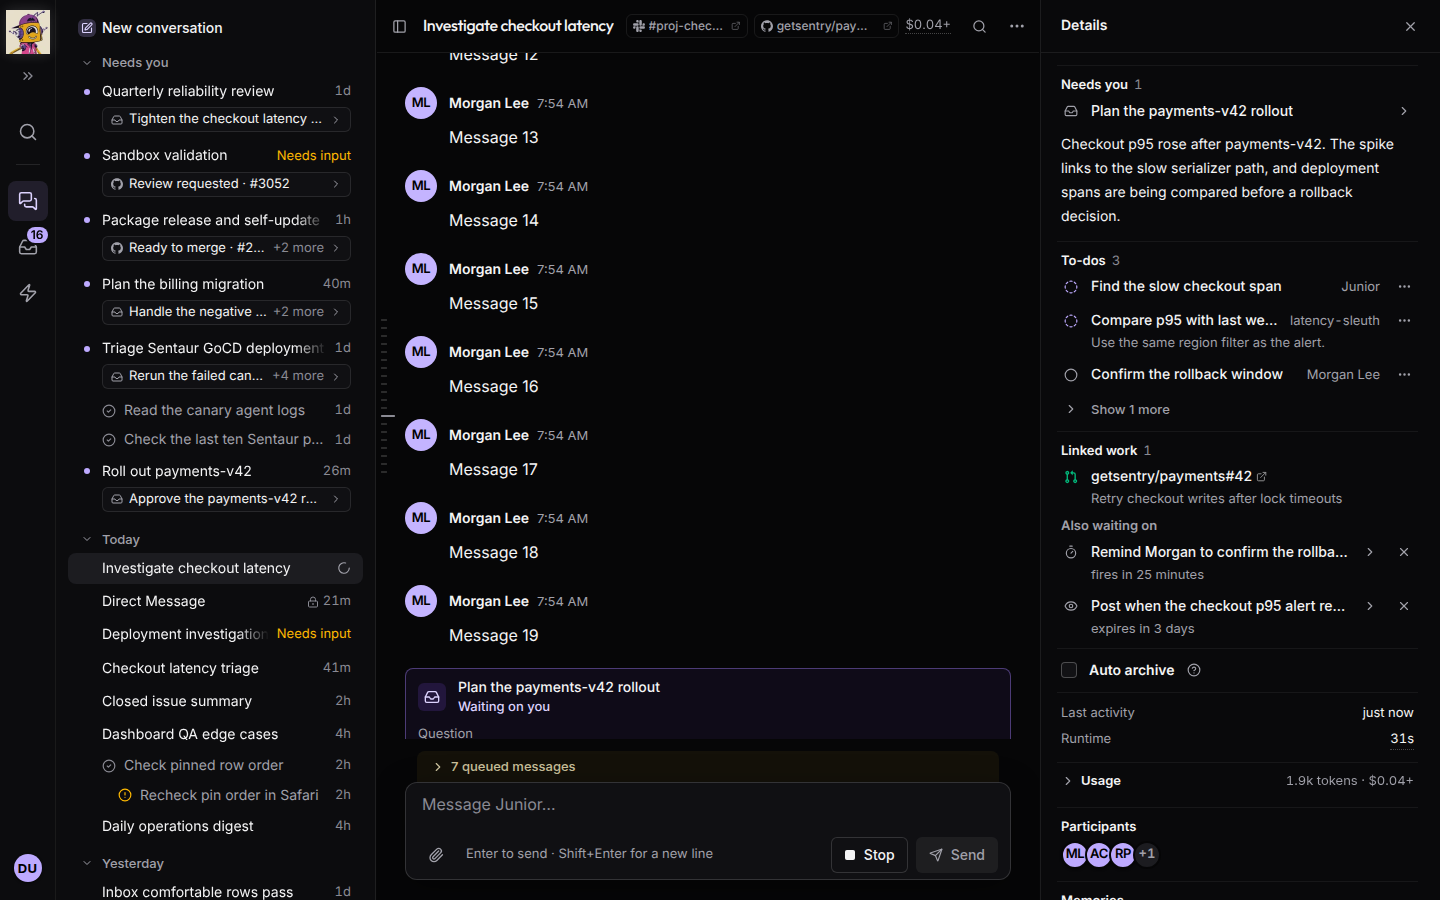 New conversation
Needs you
Quarterly reliability review 1d
Tighten the checkout latency ...
Sandbox validation Needs input
Review requested · #3052
Package release and self-update 1h
Ready to merge · #2... +2 more
Plan the billing migration 40m
Handle the negative ... +2 more
Triage Sentaur GoCD deployment 1d
Rerun the failed can... +4 more
Read the canary agent logs 1d
Check the last ten Sentaur p... 1d
Roll out payments-v42 26m
Approve the payments-v42 r...
Today
Investigate checkout latency
Direct Message 21m
Deployment investigation Needs input
Checkout latency triage 41m
Closed issue summary 2h
Dashboard QA edge cases 4h
Check pinned row order 2h
Recheck pin order in Safari 2h
Daily operations digest 4h
Yesterday
Inbox comfortable rows pass 1d
16
DU
Investigate checkout latency #proj-chec... getsentry/pay... $0.04+
Message 12
ML Morgan Lee 7:54 AM
Message 13
ML Morgan Lee 7:54 AM
Message 14
ML Morgan Lee 7:54 AM
Message 15
ML Morgan Lee 7:54 AM
Message 16
ML Morgan Lee 7:54 AM
Message 17
ML Morgan Lee 7:54 AM
Message 18
ML Morgan Lee 7:54 AM
Message 19
Plan the payments-v42 rollout
Waiting on you
Question
7 queued messages
Message Junior...
Enter to send · Shift+Enter for a new line
Stop
Send
Details
Needs you 1
Plan the payments-v42 rollout
Checkout p95 rose after payments-v42. The spike
links to the slow serializer path, and deployment
spans are being compared before a rollback
decision.
To-dos 3
Find the slow checkout span Junior
Compare p95 with last we... latency-sleuth
Use the same region filter as the alert.
Confirm the rollback window Morgan Lee
Show 1 more
Linked work 1
getsentry/payments#42
Retry checkout writes after lock timeouts
Also waiting on
Remind Morgan to confirm the rollba...
fires in 25 minutes
Post when the checkout p95 alert re...
expires in 3 days
Auto archive
Last activity just now
Runtime 31s
Usage 1.9k tokens · $0.04+
Participants
ML AC RP +1
Memories